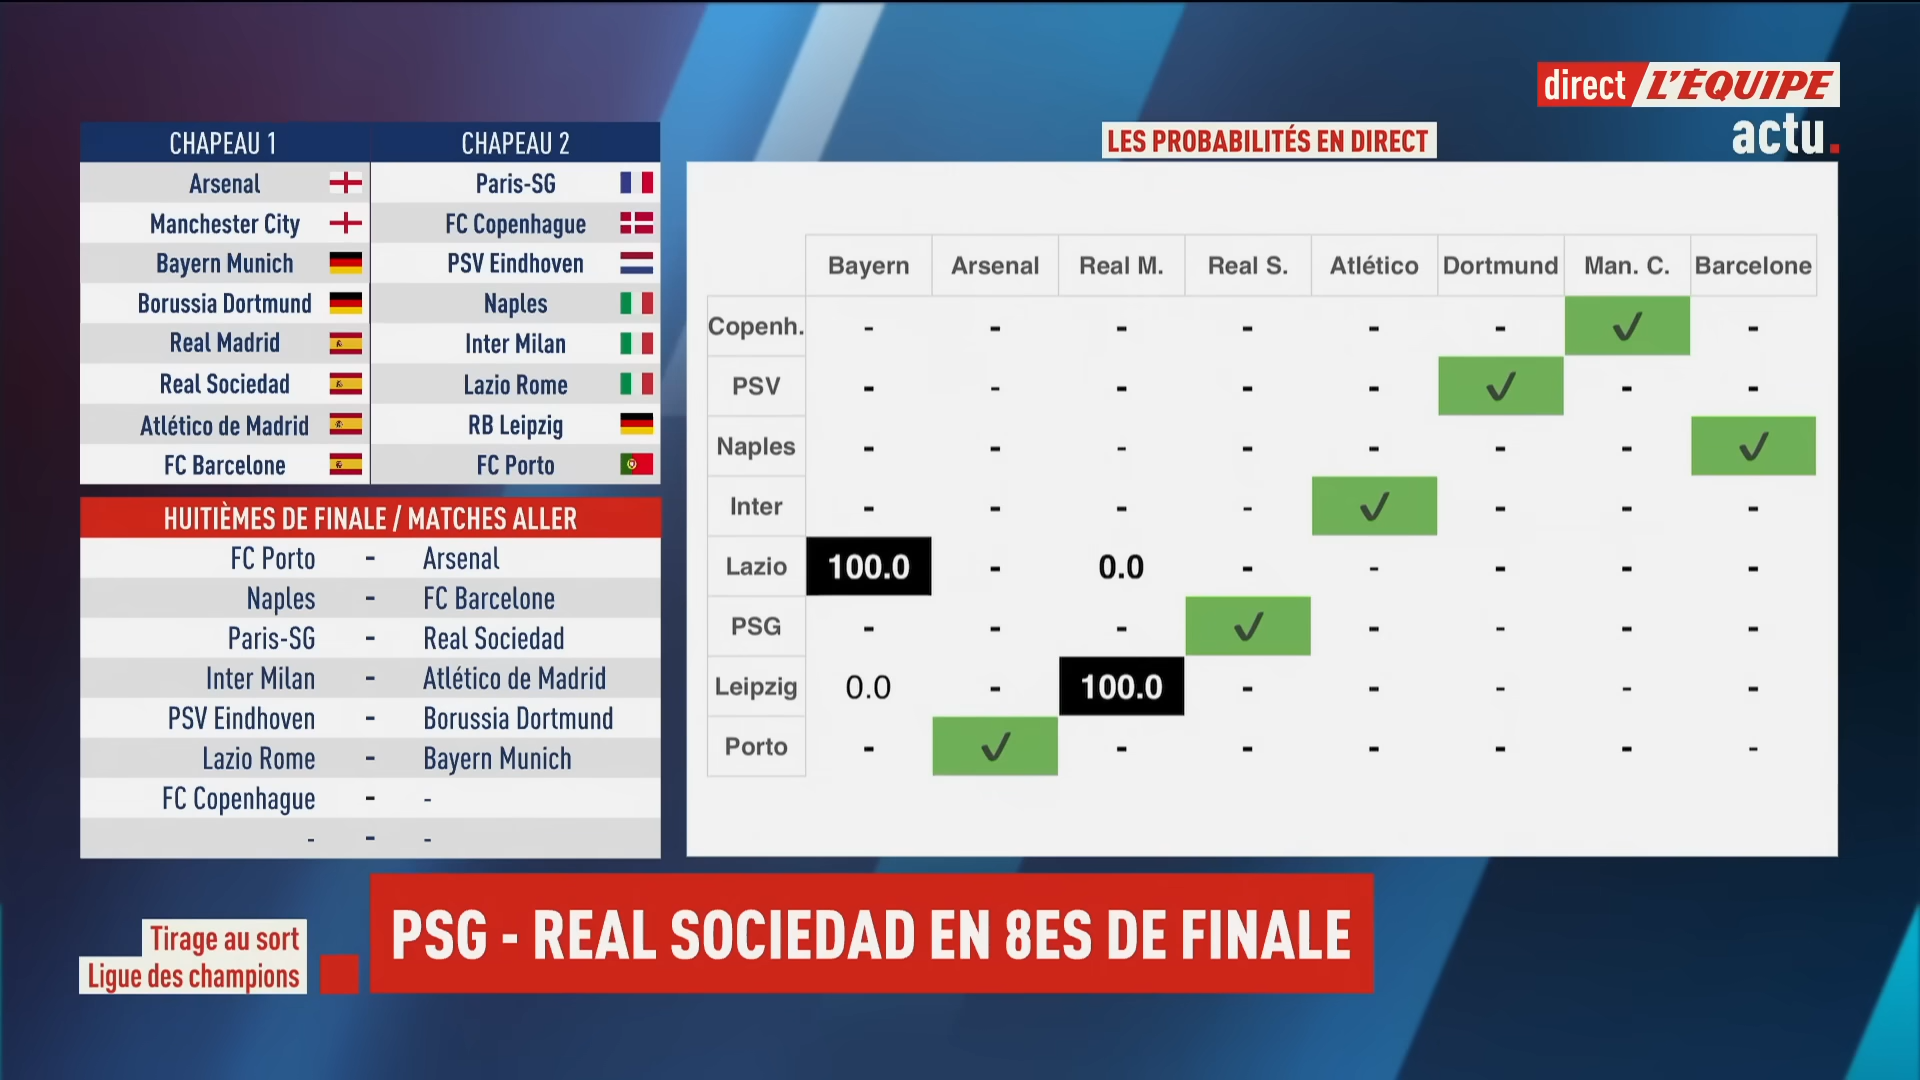 direct L'ÉQUIPE
actu.
CHAPEAU 1 CHAPEAU 2
Arsenal Paris-SG
Manchester City FC Copenhague
Bayern Munich PSV Eindhoven
Borussia Dortmund Naples
Real Madrid Inter Milan
Real Sociedad Lazio Rome
Atlético de Madrid RB Leipzig
FC Barcelone FC Porto
HUITIÈMES DE FINALE / MATCHES ALLER
FC Porto - Arsenal
Naples - FC Barcelone
Paris-SG - Real Sociedad
Inter Milan - Atlético de Madrid
PSV Eindhoven - Borussia Dortmund
Lazio Rome - Bayern Munich
FC Copenhague - -
- - -
LES PROBABILITÉS EN DIRECT
Bayern Arsenal Real M. Real S. Atlético Dortmund Man. C. Barcelone
Copenh. - - - - - - ✓ -
PSV - - - - - ✓ - -
Naples - - - - - - - ✓
Inter - - - - ✓ - - -
Lazio 100.0 - 0.0 - - - - -
PSG - - - ✓ - - - -
Leipzig 0.0 - 100.0 - - - - -
Porto - ✓ - - - - - -
Tirage au sort
Ligue des champions
PSG - REAL SOCIEDAD EN 8ES DE FINALE